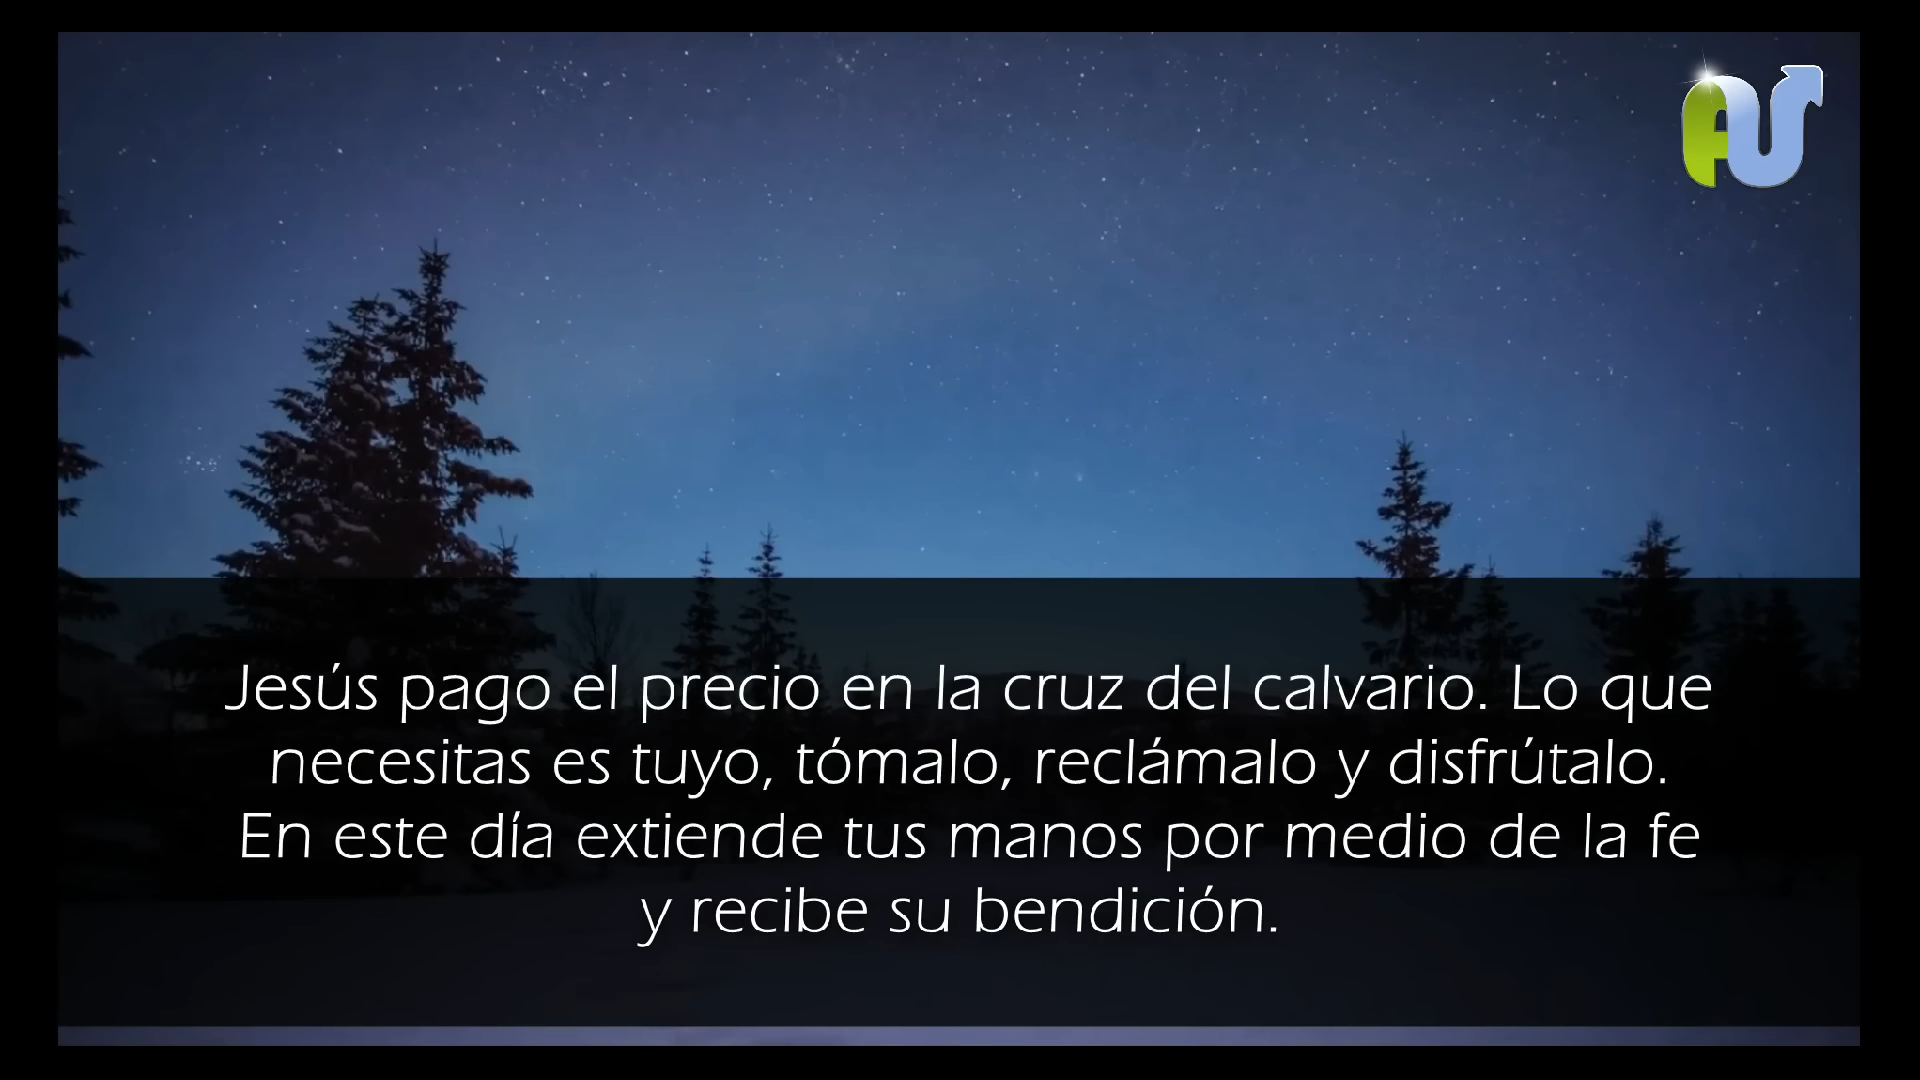 AU
Jesús pago el precio en la cruz del calvario. Lo que
necesitas es tuyo, tómalo, reclámalo y disfrútalo.
En este día extiende tus manos por medio de la fe
y recibe su bendición.